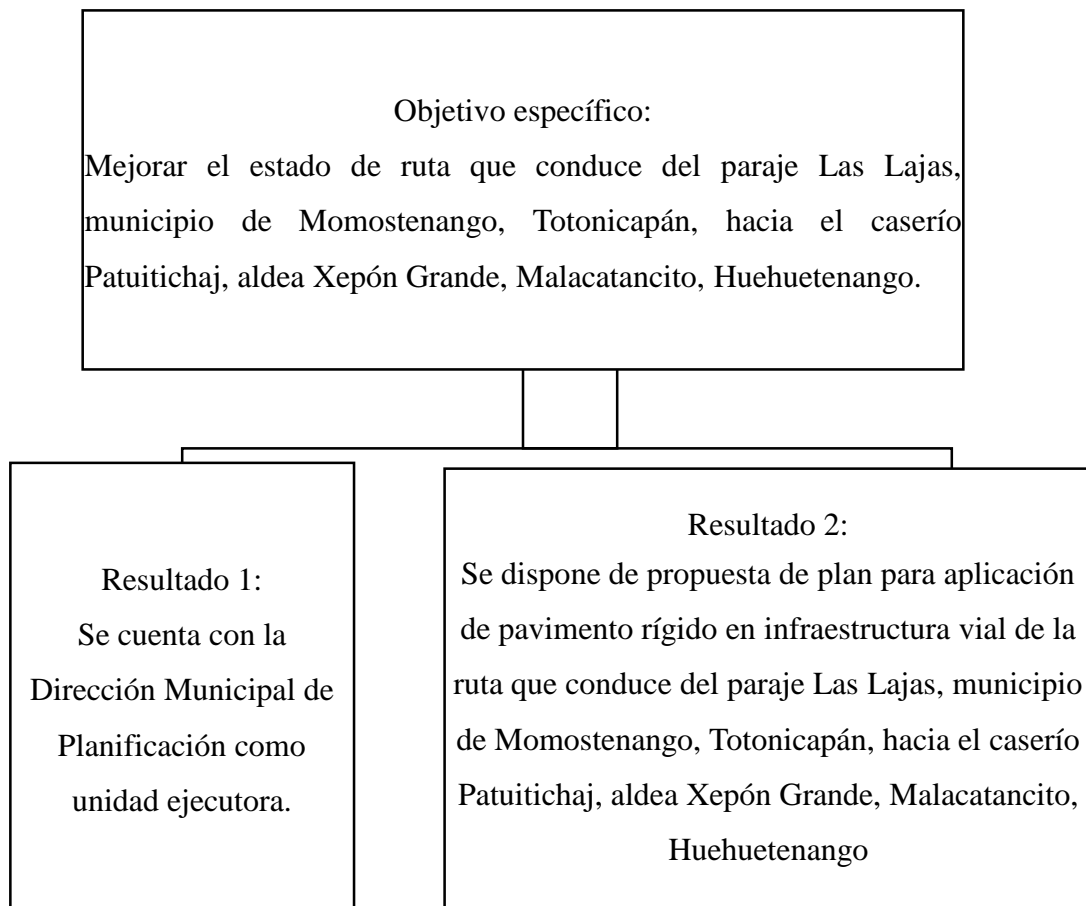 Objetivo específico:
Mejorar el estado de ruta que conduce del paraje Las Lajas,
municipio de Momostenango, Totonicapán, hacia el caserío
Patuitichaj, aldea Xepón Grande, Malacatancito, Huehuetenango.
Resultado 1:
Se cuenta con la
Dirección Municipal de
Planificación como
unidad ejecutora.
Resultado 2:
Se dispone de propuesta de plan para aplicación
de pavimento rígido en infraestructura vial de la
ruta que conduce del paraje Las Lajas, municipio
de Momostenango, Totonicapán, hacia el caserío
Patuitichaj, aldea Xepón Grande, Malacatancito,
Huehuetenango